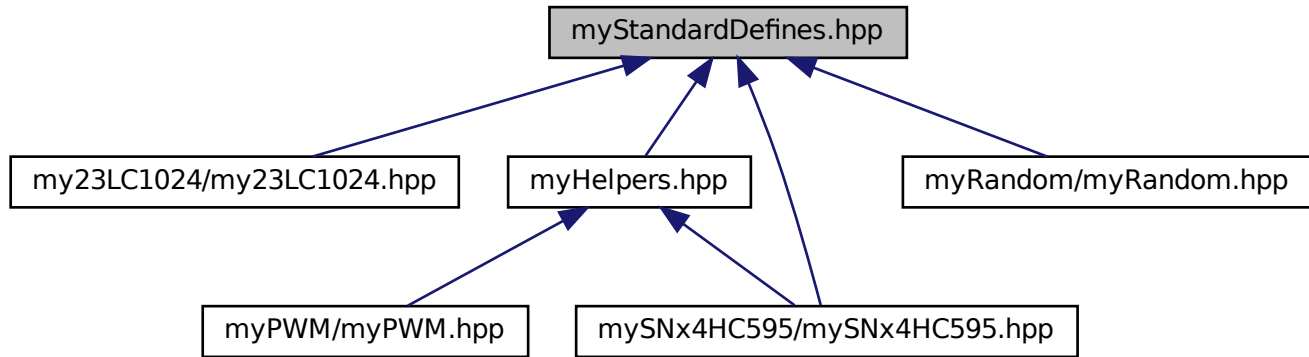 myStandardDefines.hpp
my23LC1024/my23LC1024.hpp
myHelpers.hpp
myRandom/myRandom.hpp
myPWM/myPWM.hpp
mySNx4HC595/mySNx4HC595.hpp